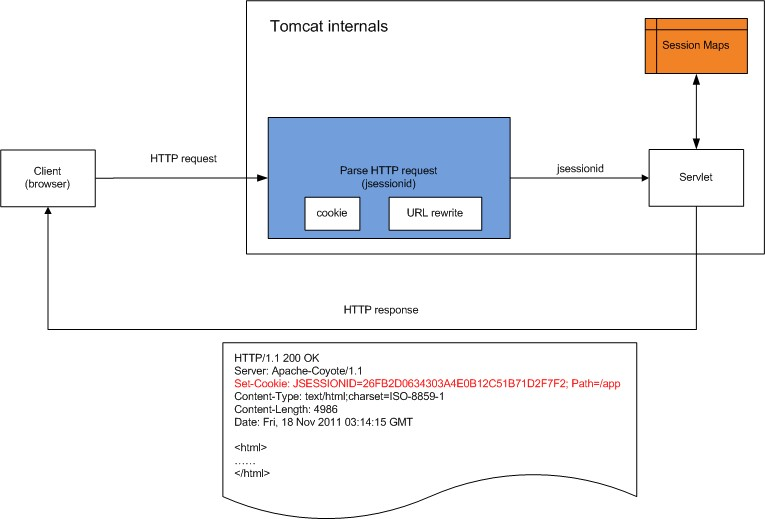 Tomcat internals
Session Maps
HTTP request
Client
(browser)
Parse HTTP request
(jsessionid)
cookie
URL rewrite
jsessionid
Servlet
HTTP response
HTTP/1.1 200 OK
Server: Apache-Coyote/1.1
Set-Cookie: JSESSIONID=26FB2D0634303A4E0B12C51B71D2F7F2; Path=/app
Content-Type: text/html;charset=ISO-8859-1
Content-Length: 4986
Date: Fri, 18 Nov 2011 03:14:15 GMT
<html>
......
</html>